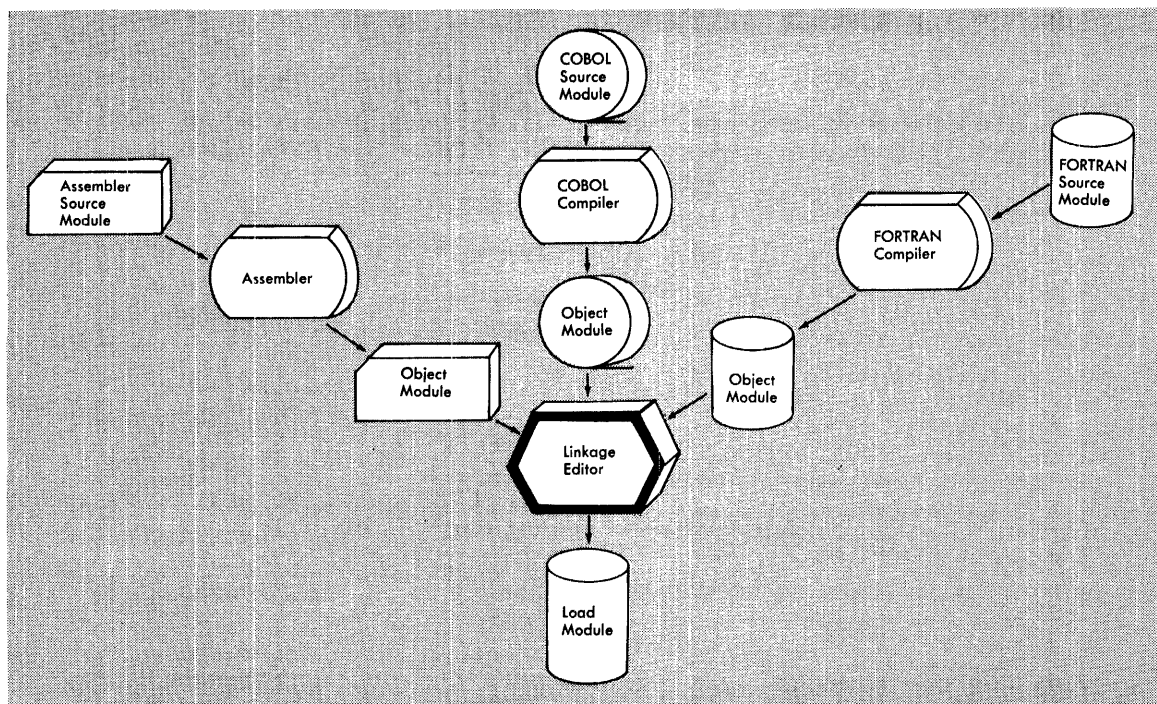 COBOL
Source
Module
Assembler
Source
Module
COBOL
Compiler
FORTRAN
Source
Module
FORTRAN
Compiler
Assembler
Object
Module
Object
Module
Object
Module
Linkage
Editor
Load
Module